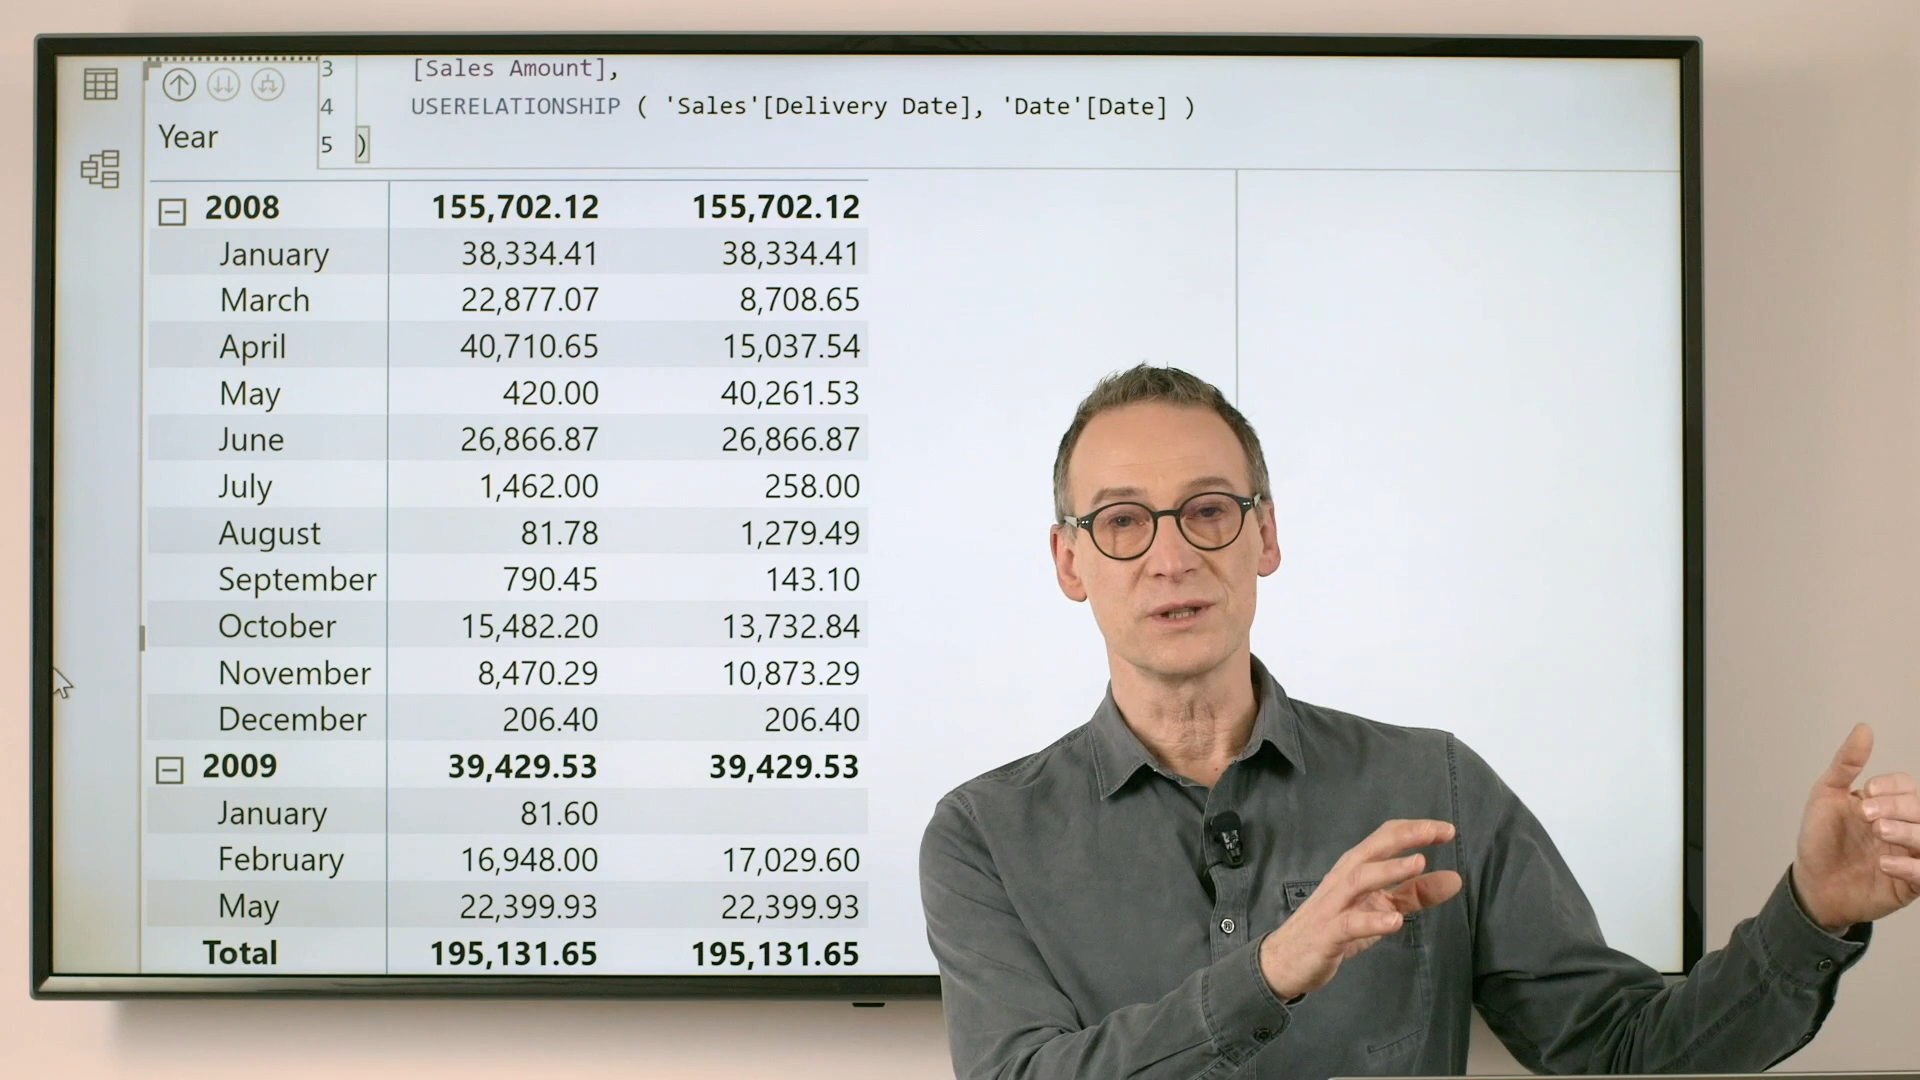 3 [Sales Amount],
4 USERELATIONSHIP ( 'Sales'[Delivery Date], 'Date'[Date] )
5 )
Year
2008 155,702.12 155,702.12
January 38,334.41 38,334.41
March 22,877.07 8,708.65
April 40,710.65 15,037.54
May 420.00 40,261.53
June 26,866.87 26,866.87
July 1,462.00 258.00
August 81.78 1,279.49
September 790.45 143.10
October 15,482.20 13,732.84
November 8,470.29 10,873.29
December 206.40 206.40
2009 39,429.53 39,429.53
January 81.60
February 16,948.00 17,029.60
May 22,399.93 22,399.93
Total 195,131.65 195,131.65